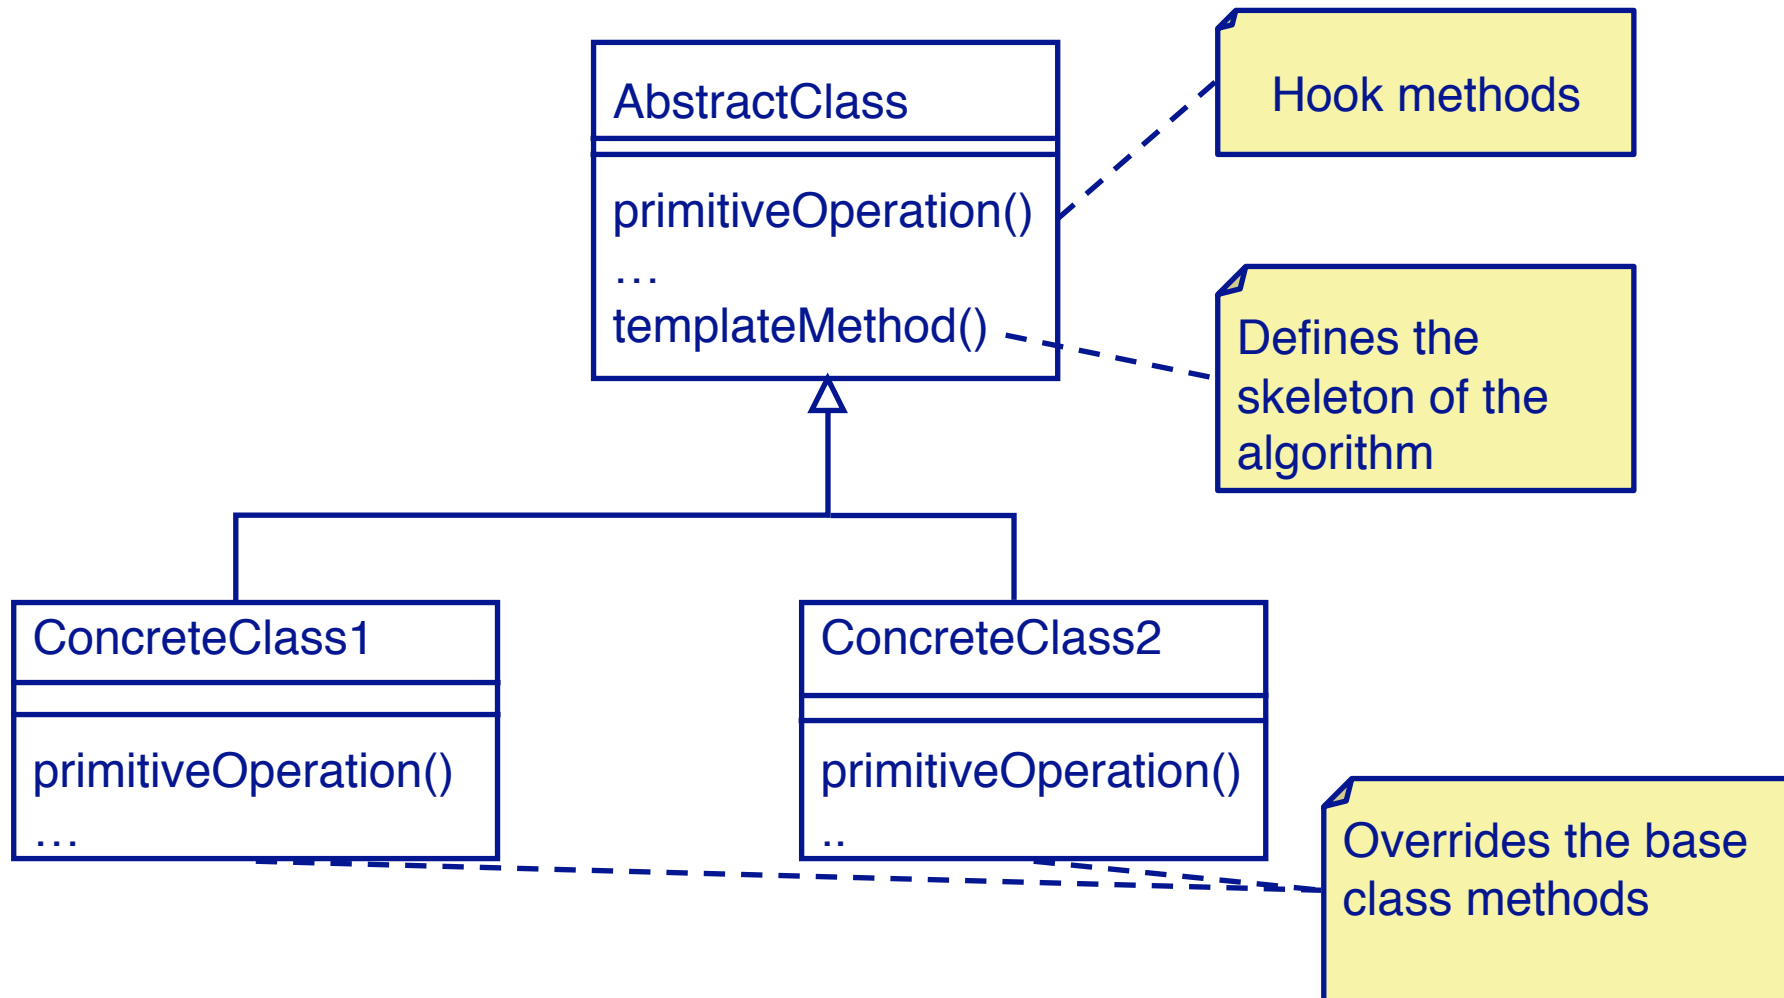 AbstractClass
primitiveOperation()
…
templateMethod()
Hook methods
Defines the
skeleton of the
algorithm
ConcreteClass1
primitiveOperation()
…
ConcreteClass2
primitiveOperation()
..
Overrides the base
class methods